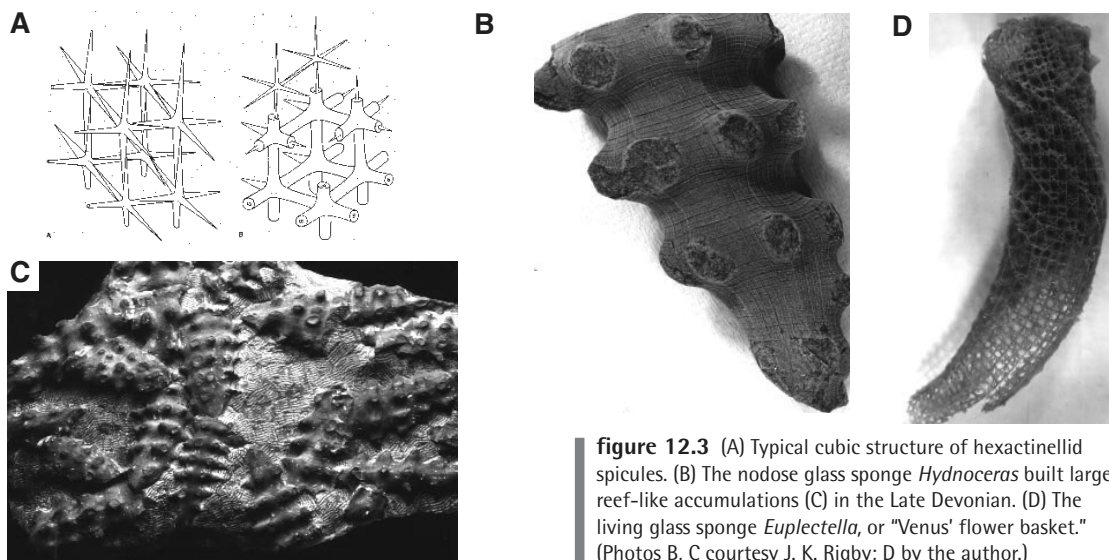 A
B
D
A
B
C
figure 12.3 (A) Typical cubic structure of hexactinellid
spicules. (B) The nodose glass sponge Hydnoceras built large
reef-like accumulations (C) in the Late Devonian. (D) The
living glass sponge Euplectella, or “Venus’ flower basket.”
(Photos B, C courtesy J. K. Rigby; D by the author.)